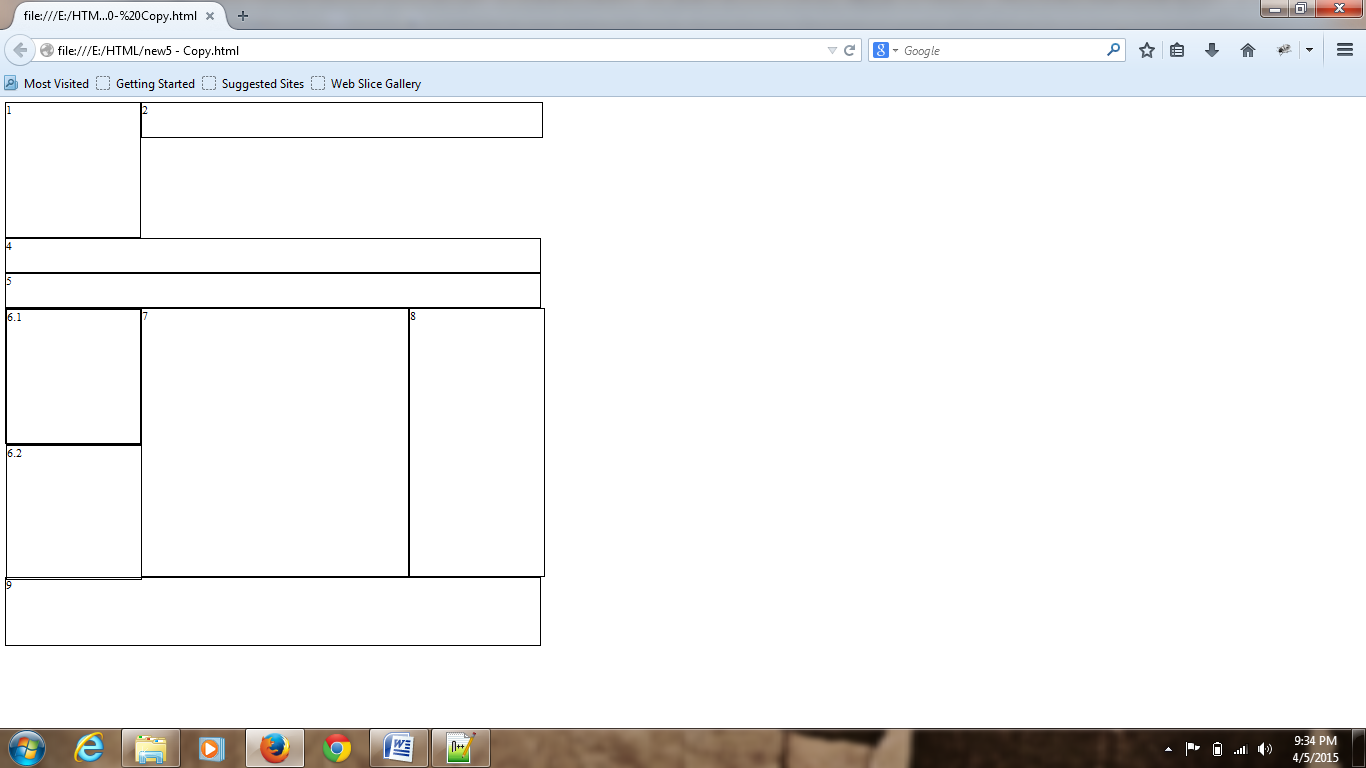 file:///E:/HTM...0-%20Copy.html
file:///E:/HTML/new5 - Copy.html
Google
Most Visited Getting Started Suggested Sites Web Slice Gallery
1 2
4
5
6.1 7 8
6.2
9
9:34 PM
4/5/2015